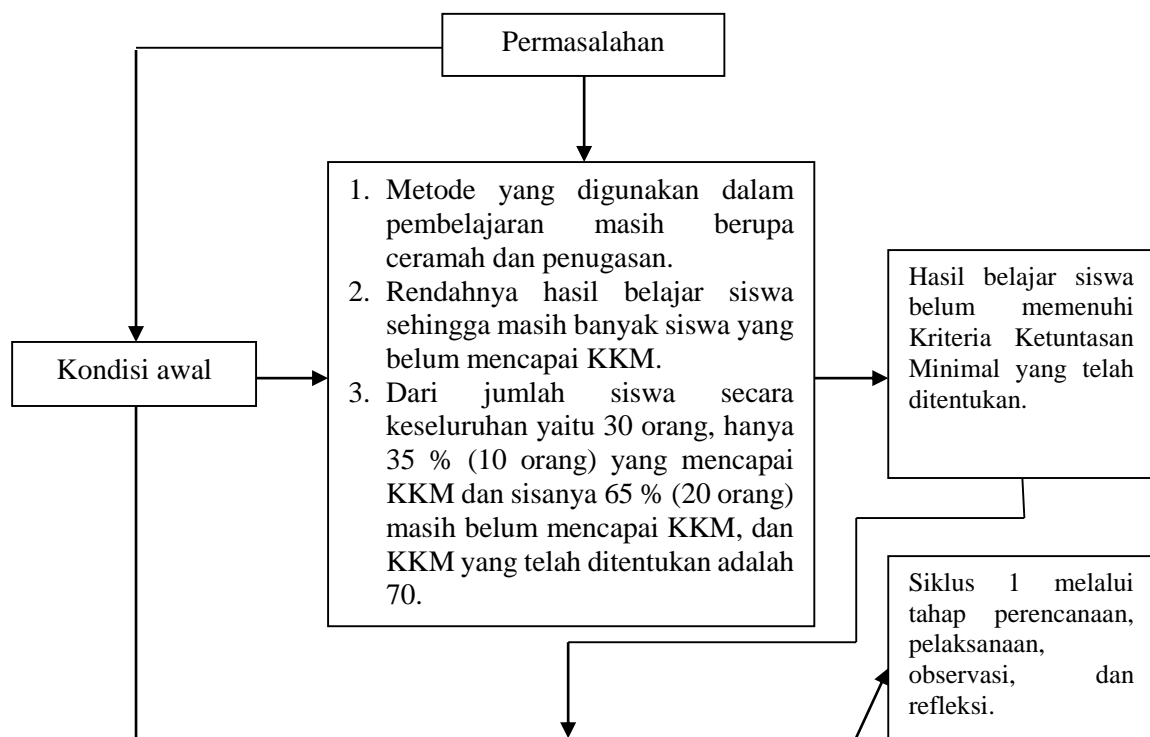 Permasalahan
1. Metode yang digunakan dalam
pembelajaran masih berupa
ceramah dan penugasan.
2. Rendahnya hasil belajar siswa
sehingga masih banyak siswa yang
belum mencapai KKM.
3. Dari jumlah siswa secara
keseluruhan yaitu 30 orang, hanya
35 % (10 orang) yang mencapai
KKM dan sisanya 65 % (20 orang)
masih belum mencapai KKM, dan
KKM yang telah ditentukan adalah
70.
Kondisi awal
Hasil belajar siswa
belum memenuhi
Kriteria Ketuntasan
Minimal yang telah
ditentukan.
Siklus 1 melalui
tahap perencanaan,
pelaksanaan,
observasi, dan
refleksi.